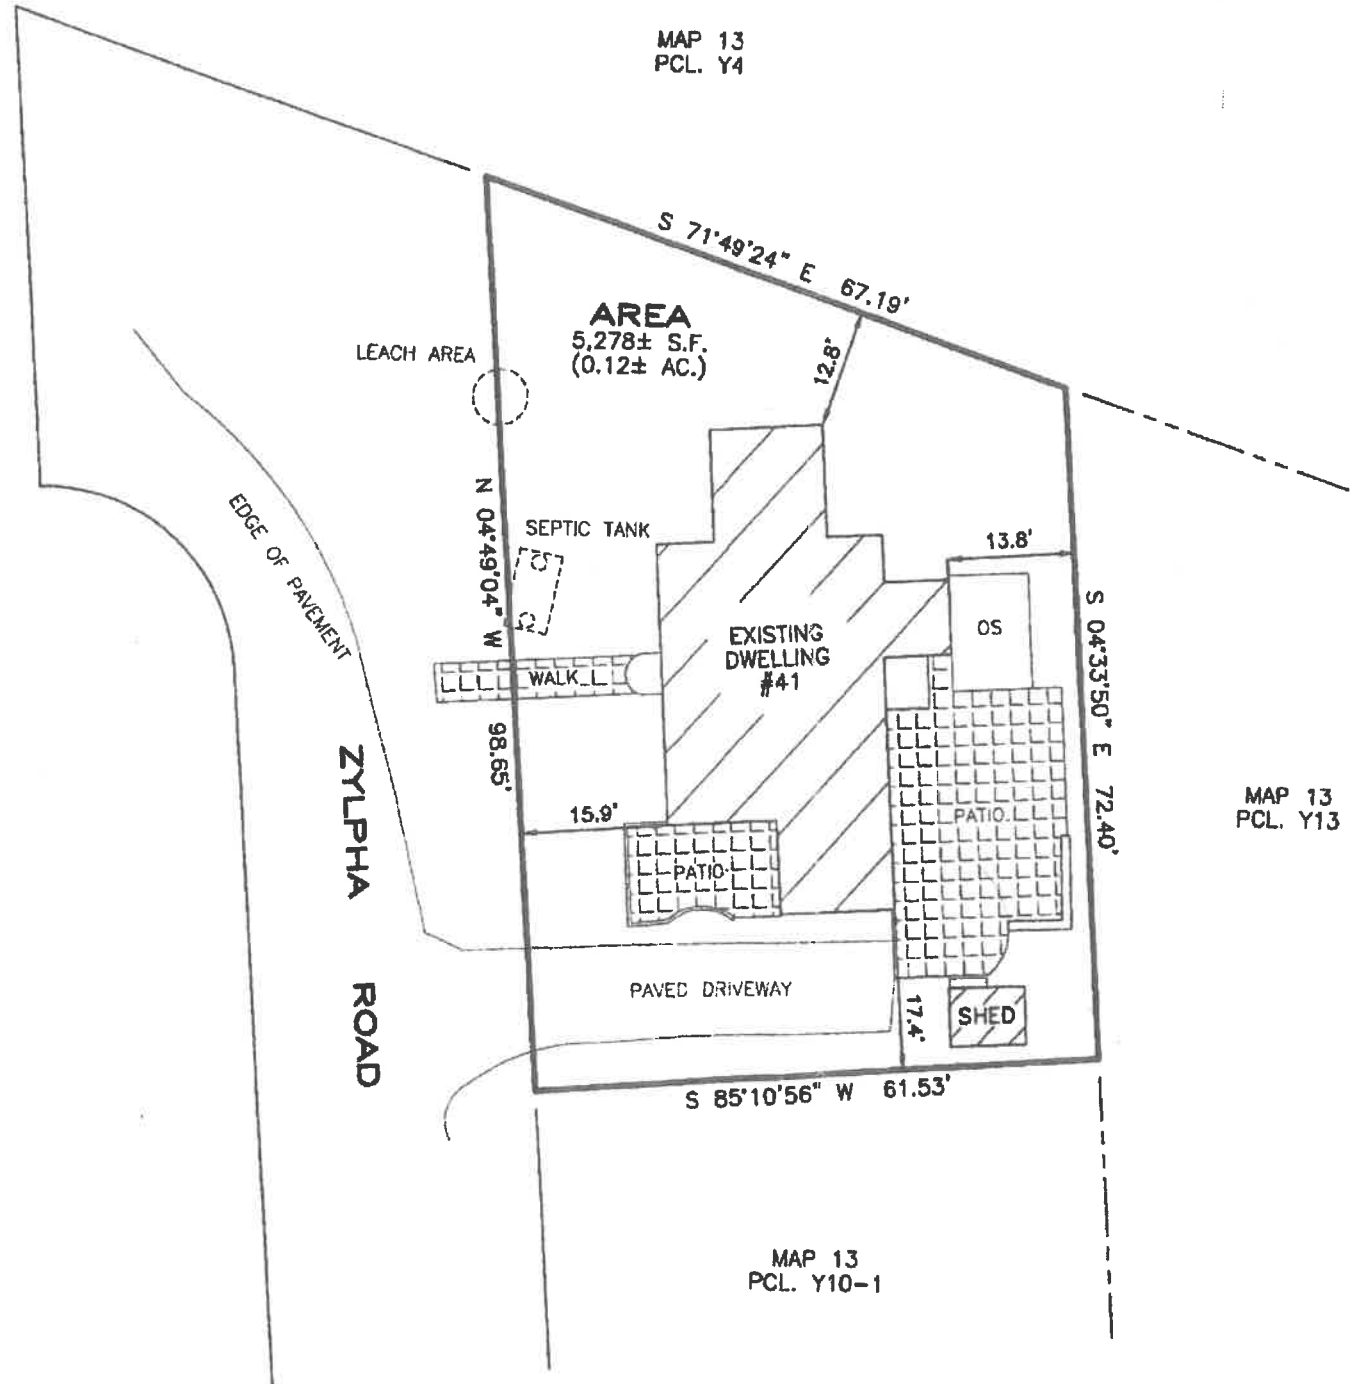 MAP 13
PCL. Y4
S 71°49'24" E 67.19'
AREA
5,278± S.F.
(0.12± AC.)
LEACH AREA
12.8'
N 04°49'04" W 98.65'
EDGE OF PAVEMENT
SEPTIC TANK
13.8'
OS
EXISTING
DWELLING
#41
WALK
S 04°33'50" E 72.40'
MAP 13
PCL. Y13
ZYLPHA ROAD
15.9'
PATIO
PATIO
PAVED DRIVEWAY
17.4'
SHED
S 85°10'56" W 61.53'
MAP 13
PCL. Y10-1